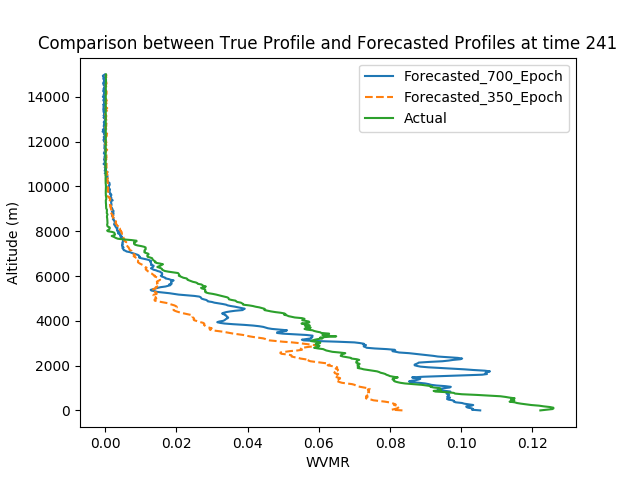 Comparison between True Profile and Forecasted Profiles at time 241
Forecasted_700_Epoch
Forecasted_350_Epoch
Actual
Altitude (m)
14000
12000
10000
8000
6000
4000
2000
0
0.00 0.02 0.04 0.06 0.08 0.10 0.12
WVMR